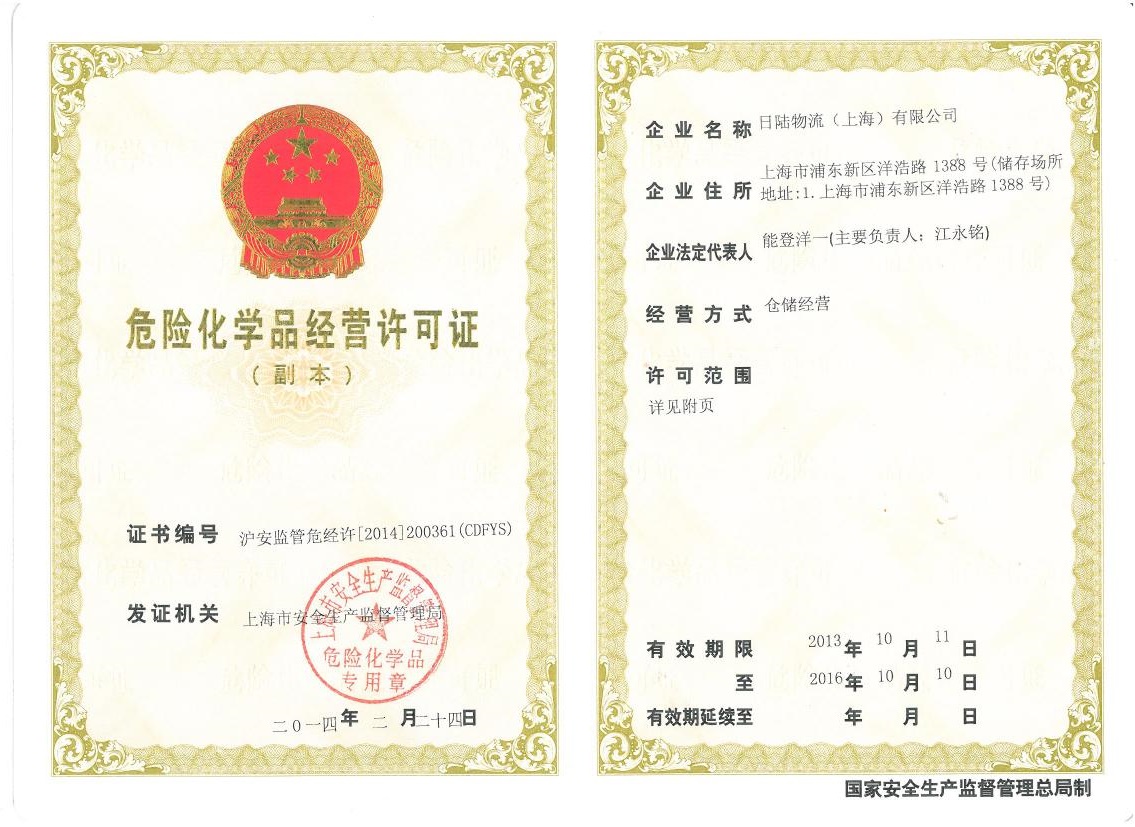 危险化学品经营许可证
(副本)
证书编号 沪安监管危经许[2014]200361(CDFYS)
发证机关 上海市安全生产监督管理局
上海市安全生产监督管理局
危险化学品
专用章
二〇一四年 二 月二十四日
企业名称 日陆物流（上海）有限公司
企业住所 上海市浦东新区洋浩路 1388 号(储存场所
地址:1.上海市浦东新区洋浩路 1388 号)
企业法定代表人 能登洋一(主要负责人：江永铭)
经营方式 仓储经营
许可范围
详见附页
有效期限 2013年 10 月 11 日
至 2016年 10 月 10 日
有效期延续至 年 月 日
国家安全生产监督管理总局制